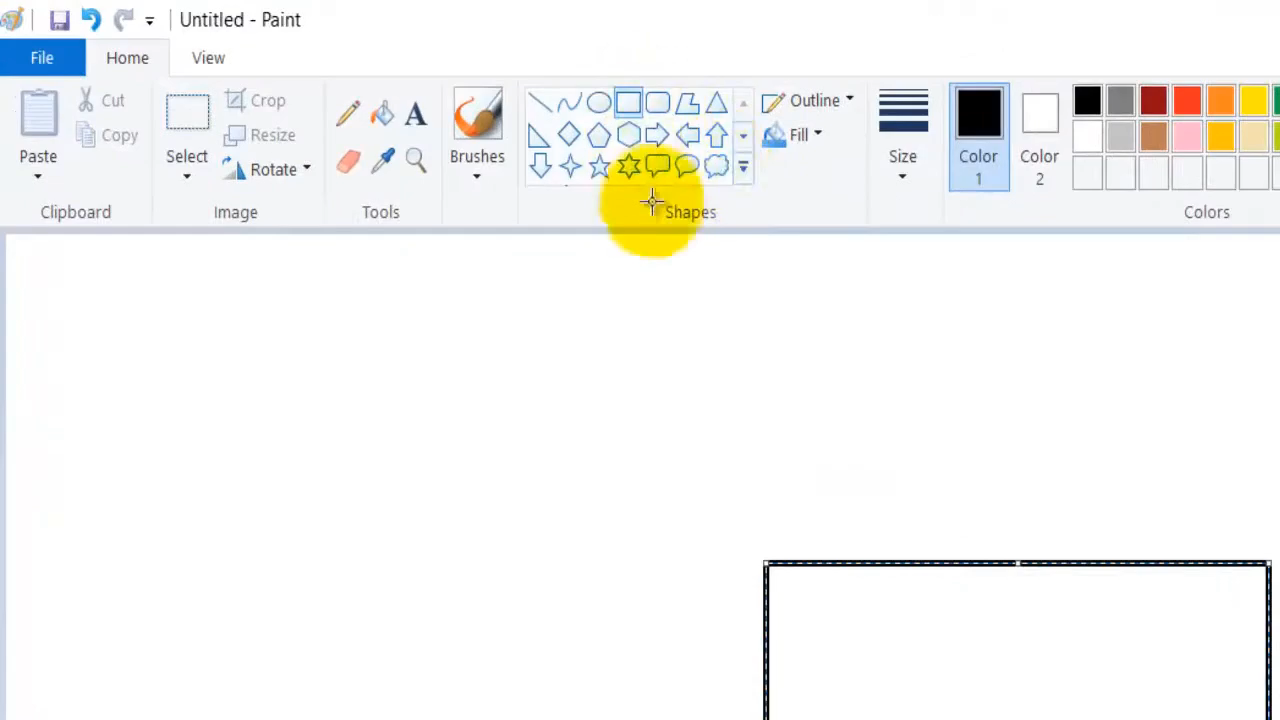 Untitled - Paint
File Home View
Cut Crop Outline
Copy Resize Fill
Paste Select Rotate Brushes Size Color 1 Color 2
Clipboard Image Tools Shapes Colors